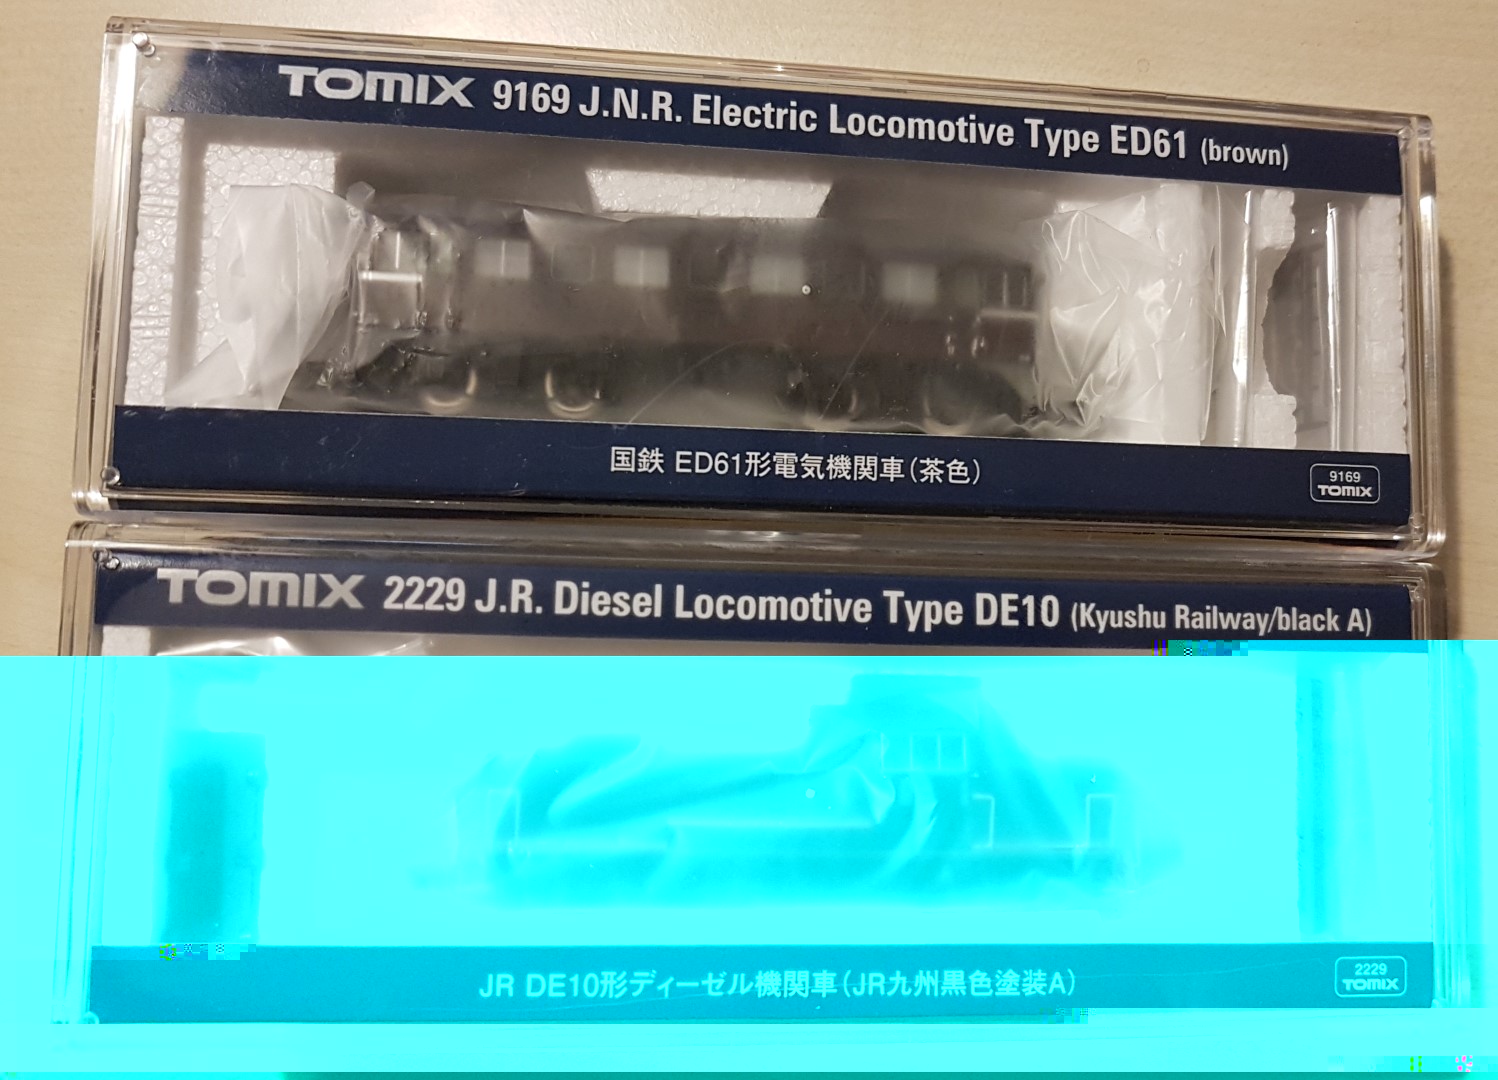 TOMIX 9169 J.N.R. Electric Locomotive Type ED61 (brown)
国鉄 ED61形電気機関車(茶色)
9169
TOMIX
TOMIX 2229 J.R. Diesel Locomotive Type DE10 (Kyushu Railway/black A)
JR DE10形ディーゼル機関車(JR九州黒色塗装A)
2229
TOMIX